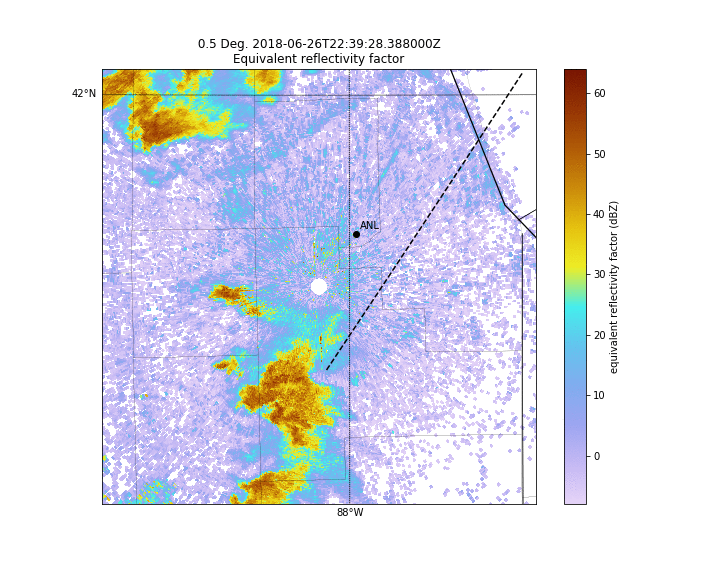 0.5 Deg. 2018-06-26T22:39:28.388000Z
Equivalent reflectivity factor
42°N
ANL
88°W
60
50
40
30
20
10
0
equivalent reflectivity factor (dBZ)